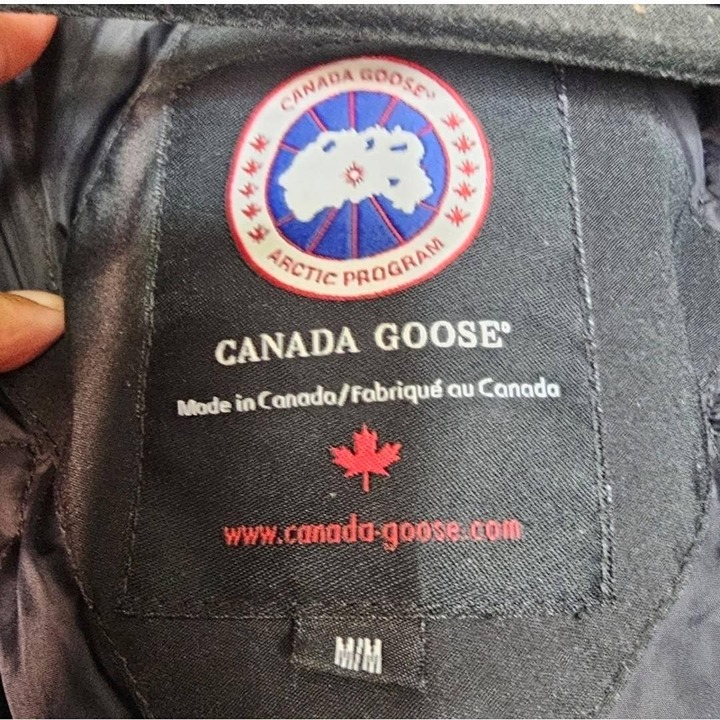 CANADA GOOSE®
ARCTIC PROGRAM
CANADA GOOSE®
Made in Canada/Fabriqué au Canada
www.canada-goose.com
M/M